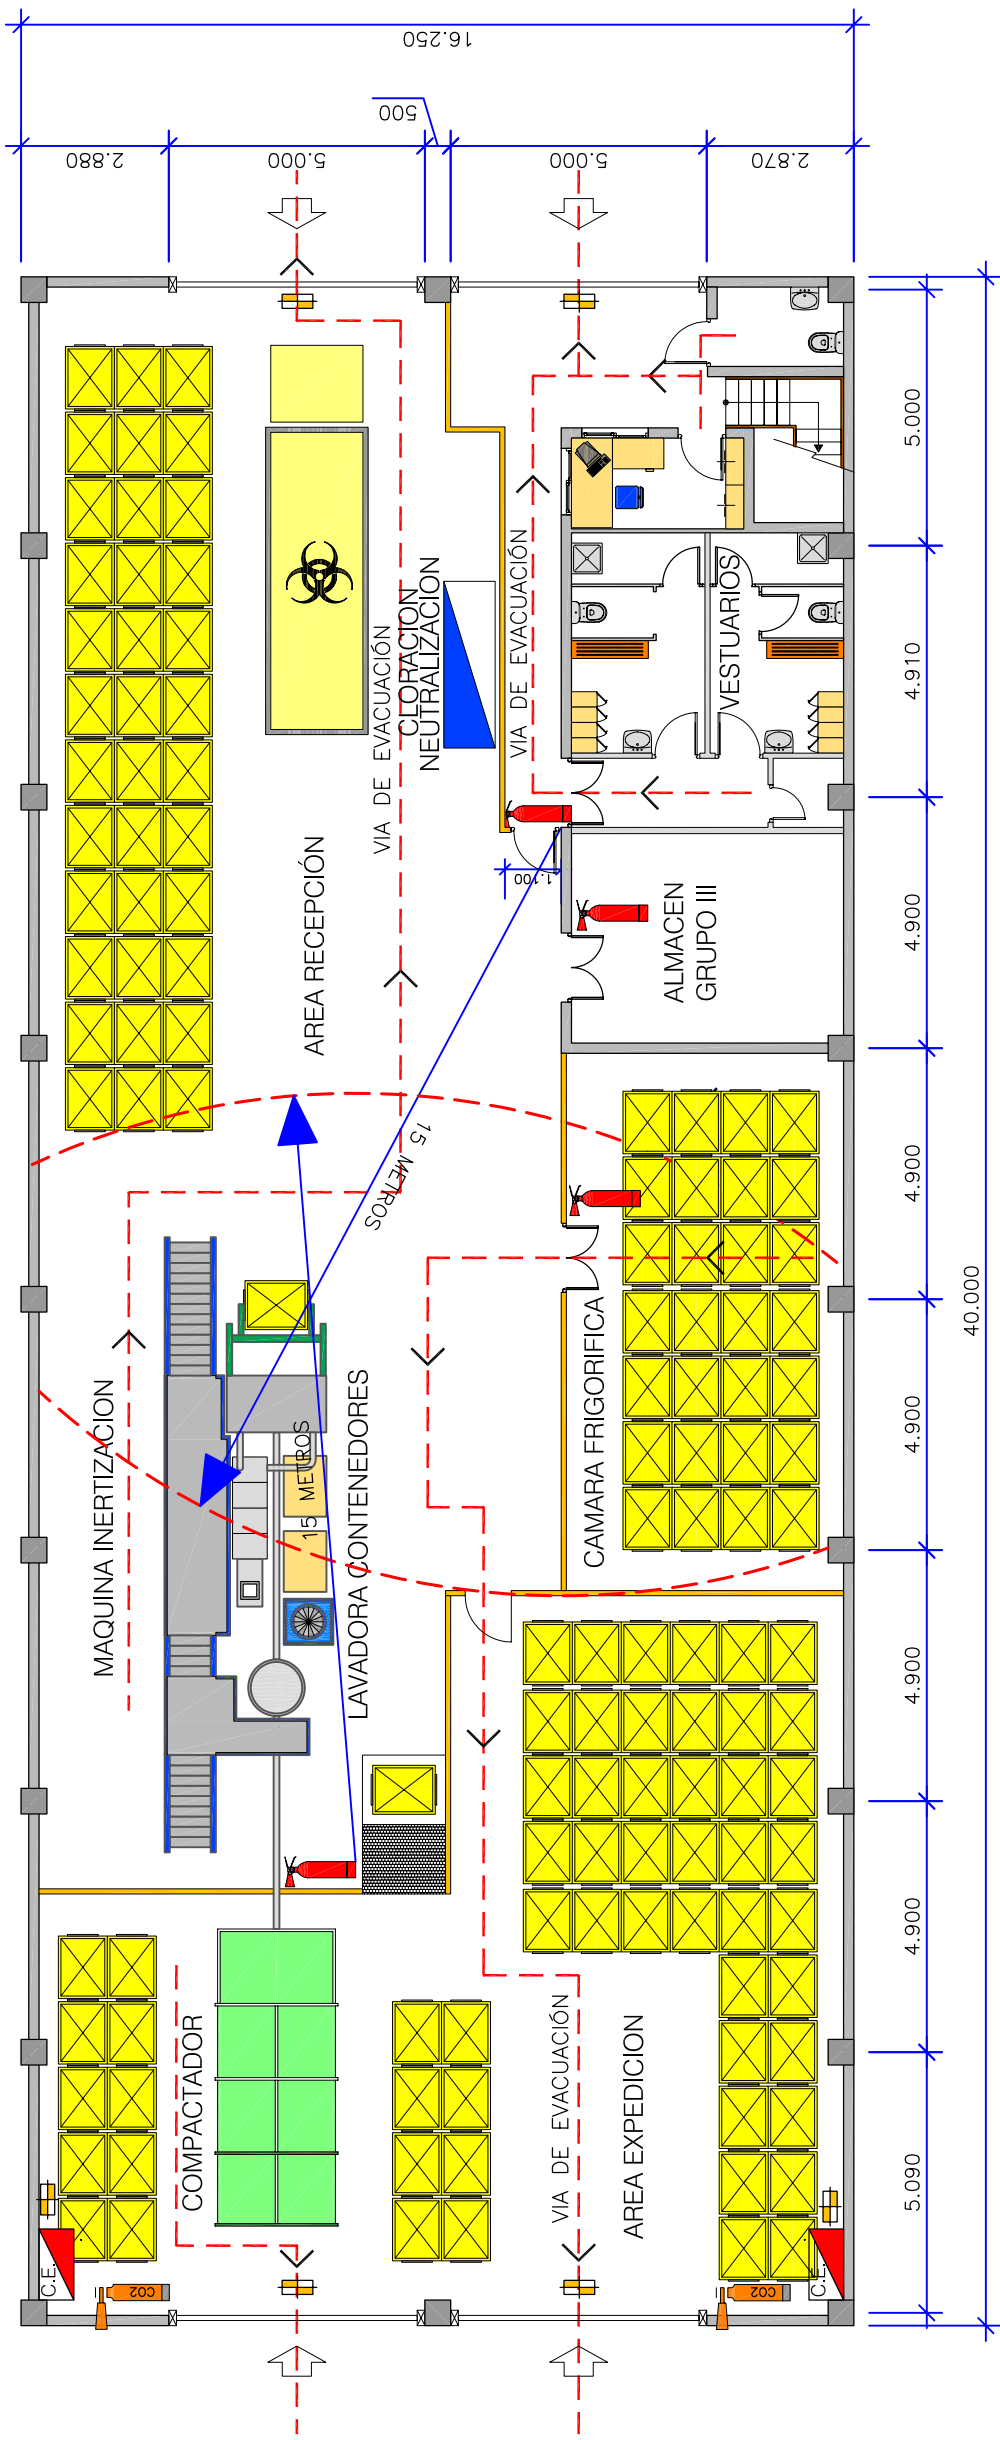 16.250
500
2.880
5.000
5.000
2.870
5.000
4.910
4.900
4.900
4.900
4.900
4.900
5.090
40.000
VIA DE EVACUACIÓN
CLORACION
NEUTRALIZACION
VIA DE EVACUACIÓN
VESTUARIOS
AREA RECEPCIÓN
1.100
ALMACEN
GRUPO III
15 METROS
MAQUINA INERTIZACION
15 METROS
LAVADORA CONTENEDORES
CAMARA FRIGORIFICA
COMPACTADOR
VIA DE EVACUACIÓN
AREA EXPEDICION
C.E.
CO2
C.E.
CO2